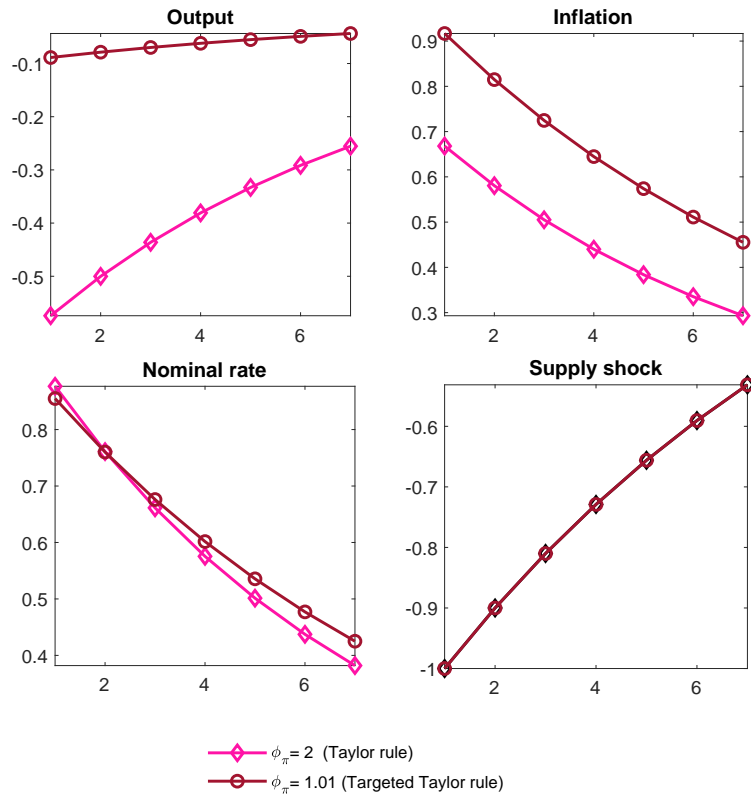 Output
-0.1
-0.2
-0.3
-0.4
-0.5
2 4 6
Inflation
0.9
0.8
0.7
0.6
0.5
0.4
0.3
2 4 6
Nominal rate
0.8
0.7
0.6
0.5
0.4
2 4 6
Supply shock
-0.6
-0.7
-0.8
-0.9
-1
2 4 6
ϕπ= 2 (Taylor rule)
ϕπ= 1.01 (Targeted Taylor rule)